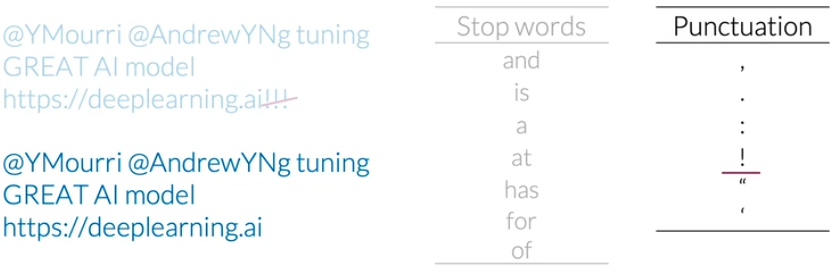 @YMourri @AndrewYNg tuning
GREAT AI model
https://deeplearning.ai!!!
@YMourri @AndrewYNg tuning
GREAT AI model
https://deeplearning.ai
Stop words
and
is
a
at
has
for
of
Punctuation
,
.
:
!
“
‘